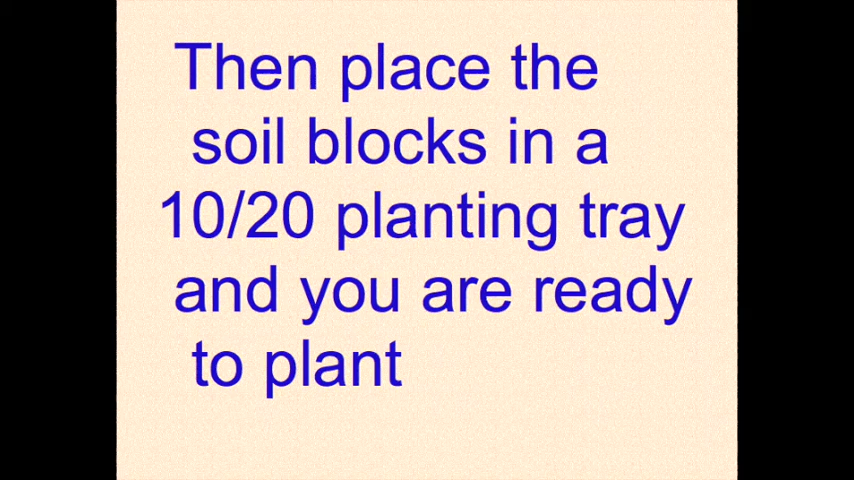 Then place the
soil blocks in a
10/20 planting tray
and you are ready
to plant